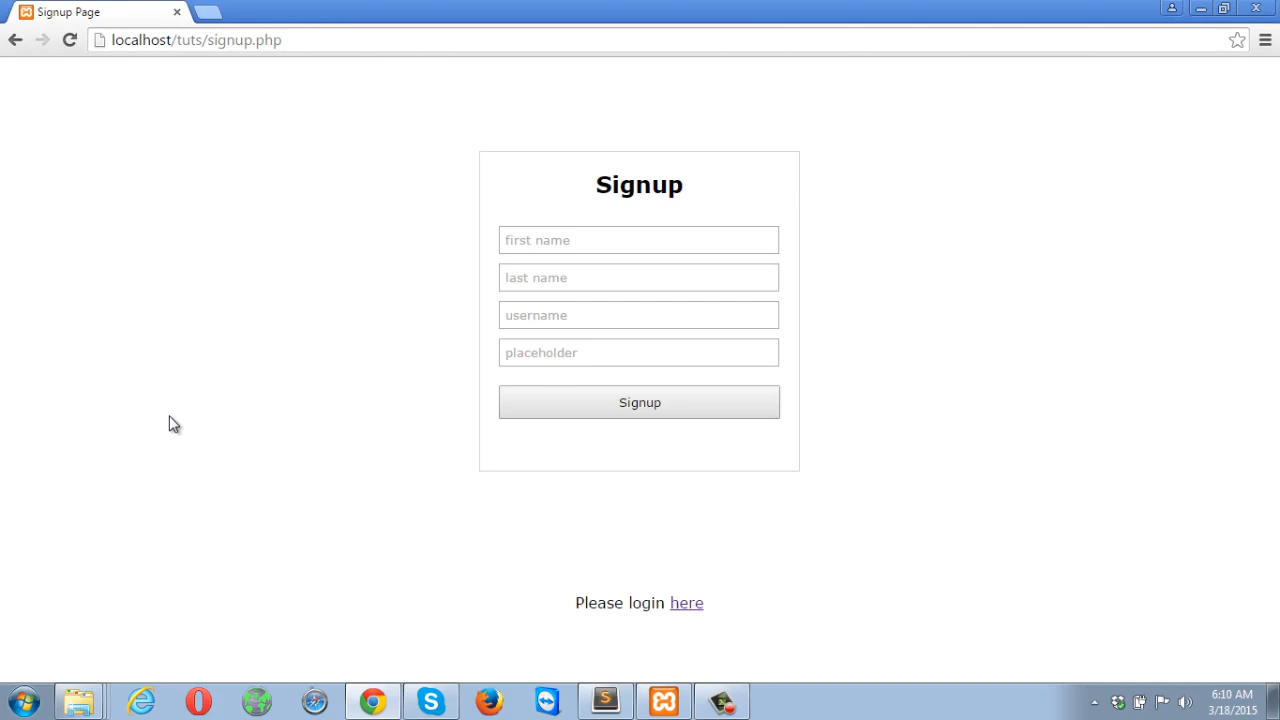 Signup Page
localhost/tuts/signup.php
Signup
first name
last name
username
placeholder
Signup
Please login here
6:10 AM
3/18/2015